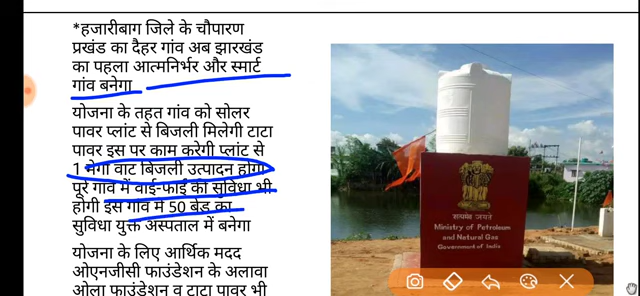 *हजारीबाग जिले के चौपारण
प्रखंड का दैहर गांव अब झारखंड
का पहला आत्मनिर्भर और स्मार्ट
गांव बनेगा
योजना के तहत गांव को सोलर
पावर प्लांट से बिजली मिलेगी टाटा
पावर इस पर काम करेगी प्लांट से
1 मेगा वाट बिजली उत्पादन होगा
पूरे गांव में वाई-फाई की सुविधा भी
होगी इस गांव में 50 बेड का
सुविधा युक्त अस्पताल में बनेगा
योजना के लिए आर्थिक मदद
ओएनजीसी फाउंडेशन के अलावा
ओला फाउंडेशन व टाटा पावर भी
सत्यमेव जयते
Ministry of Petroleum
and Natural Gas
Government of India